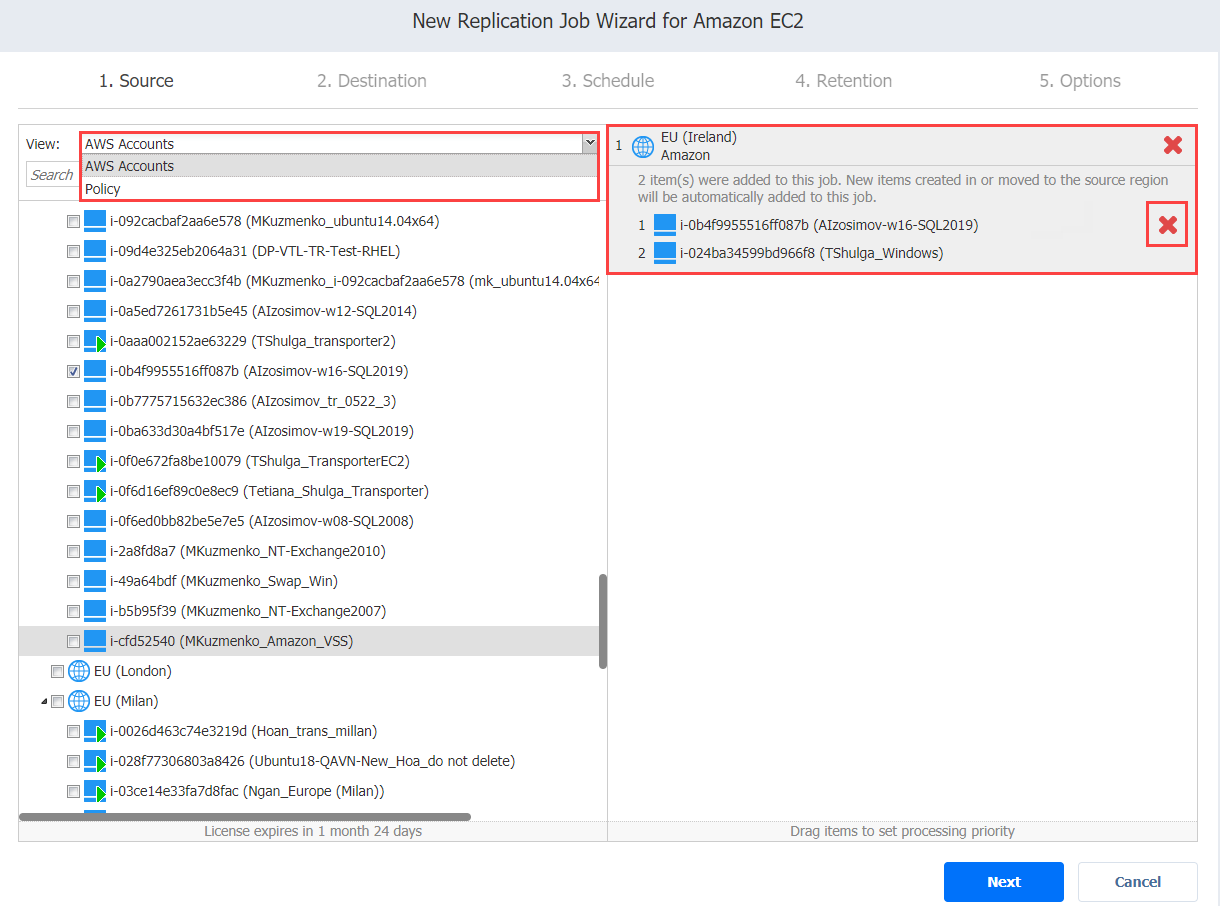 New Replication Job Wizard for Amazon EC2
1. Source
2. Destination
3. Schedule
4. Retention
5. Options
View:
AWS Accounts
AWS Accounts
Policy
Search
i-092cacbaf2aa6e578 (MKuzmenko_ubuntu14.04x64)
i-09d4e325eb2064a31 (DP-VTL-TR-Test-RHEL)
i-0a2790aea3ecc3f4b (MKuzmenko_i-092cacbaf2aa6e578 (mk_ubuntu14.04x64
i-0a5ed7261731b5e45 (AIzosimov-w12-SQL2014)
i-0aaa002152ae63229 (TShulga_transporter2)
i-0b4f9955516ff087b (AIzosimov-w16-SQL2019)
i-0b7775715632ec386 (AIzosimov_tr_0522_3)
i-0ba633d30a4bf517e (AIzosimov-w19-SQL2019)
i-0f0e672fa8be10079 (TShulga_TransporterEC2)
i-0f6d16ef89c0e8ec9 (Tetiana_Shulga_Transporter)
i-0f6ed0bb82be5e7e5 (AIzosimov-w08-SQL2008)
i-2a8fd8a7 (MKuzmenko_NT-Exchange2010)
i-49a64bdf (MKuzmenko_Swap_Win)
i-b5b95f39 (MKuzmenko_NT-Exchange2007)
i-cfd52540 (MKuzmenko_Amazon_VSS)
EU (London)
EU (Milan)
i-0026d463c74e3219d (Hoan_trans_millan)
i-028f77306803a8426 (Ubuntu18-QAVN-New_Hoa_do not delete)
i-03ce14e33fa7d8fac (Ngan_Europe (Milan))
License expires in 1 month 24 days
1
EU (Ireland)
Amazon
2 item(s) were added to this job. New items created in or moved to the source region
will be automatically added to this job.
1 i-0b4f9955516ff087b (AIzosimov-w16-SQL2019)
2 i-024ba34599bd966f8 (TShulga_Windows)
Drag items to set processing priority
Next
Cancel